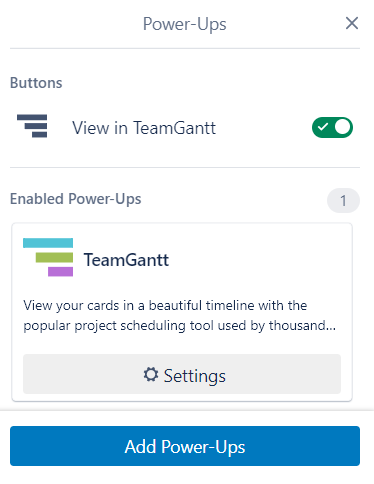 Power-Ups
Buttons
View in TeamGantt
Enabled Power-Ups 1
TeamGantt
View your cards in a beautiful timeline with the
popular project scheduling tool used by thousand...
Settings
Add Power-Ups